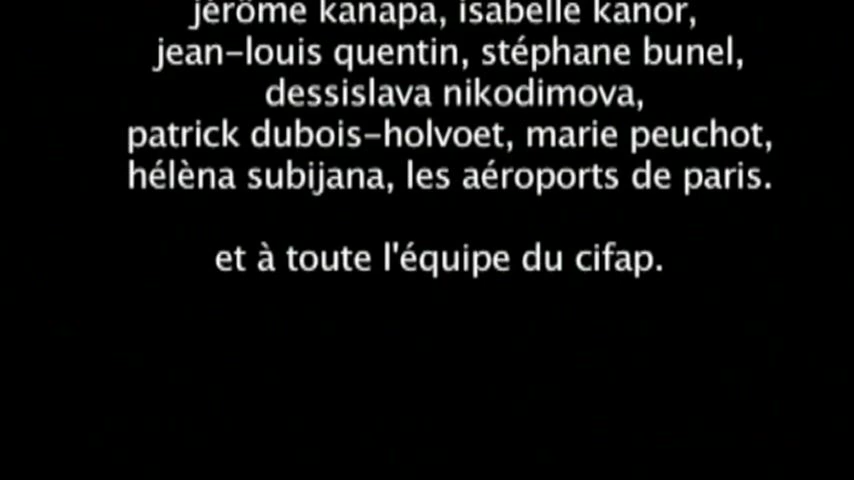 jérôme kanapa, isabelle kanor,
jean-louis quentin, stéphane bunel,
dessislava nikodimova,
patrick dubois-holvoet, marie peuchot,
hélèna subijana, les aéroports de paris.
et à toute l'équipe du cifap.